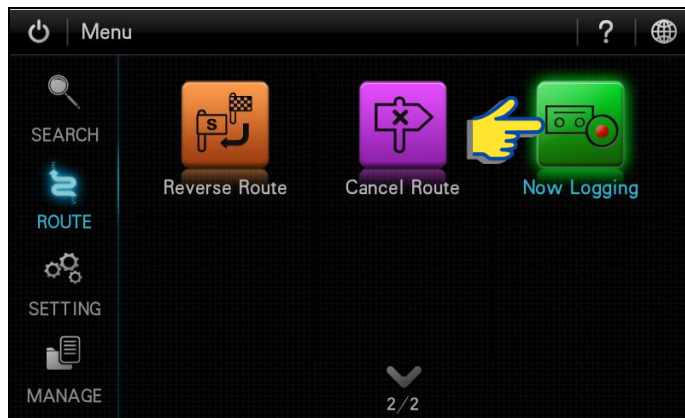 Menu
?
SEARCH
ROUTE
SETTING
MANAGE
S
Reverse Route
X
Cancel Route
Now Logging
2/2